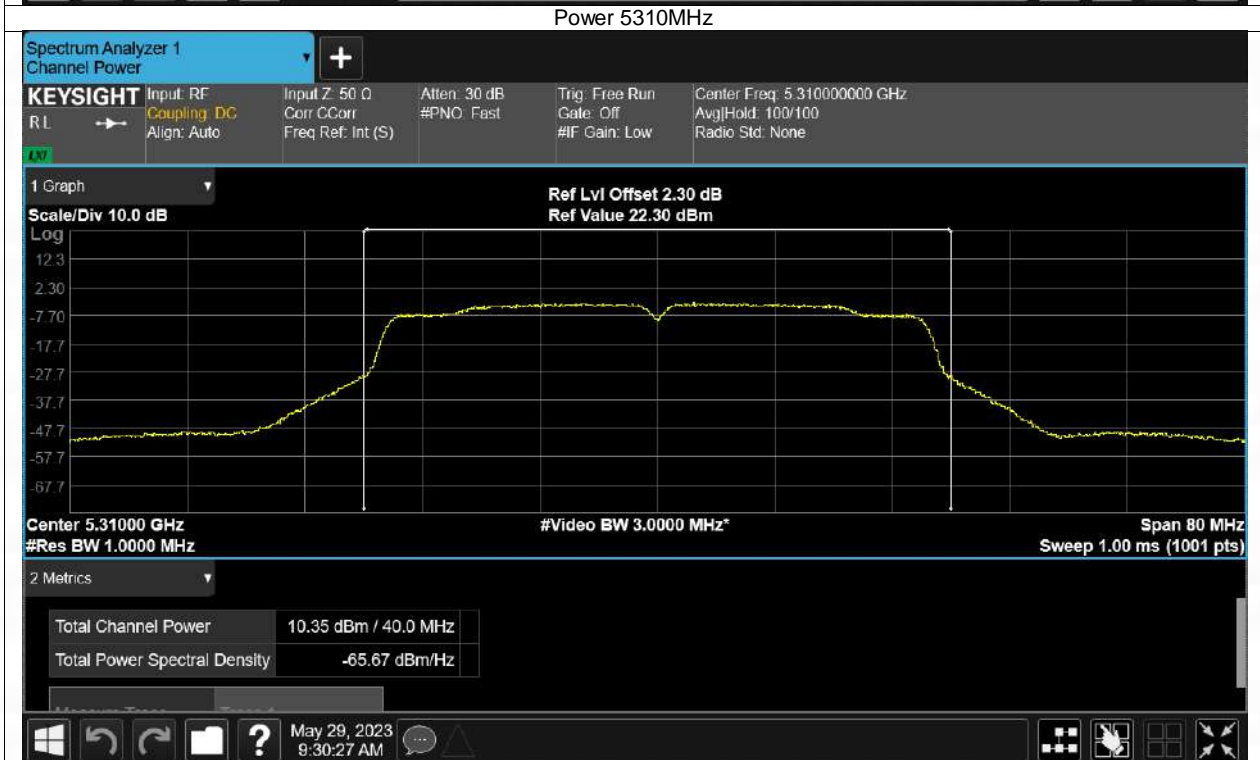 Power 5310MHz
Spectrum Analyzer 1
Channel Power
+
KEYSIGHT Input: RF Input Z: 50 Ω Atten: 30 dB Trig: Free Run Center Freq: 5.310000000 GHz
RL Coupling: DC Corr CCorr #PNO: Fast Gate: Off Avg|Hold: 100/100
Align: Auto Freq Ref: Int (S) #IF Gain: Low Radio Std: None
LXI
1 Graph Ref Lvl Offset 2.30 dB
Scale/Div 10.0 dB Ref Value 22.30 dBm
Log
12.3
2.30
-7.70
-17.7
-27.7
-37.7
-47.7
-57.7
-67.7
Center 5.31000 GHz #Video BW 3.0000 MHz* Span 80 MHz
#Res BW 1.0000 MHz Sweep 1.00 ms (1001 pts)
2 Metrics
Total Channel Power 10.35 dBm / 40.0 MHz
Total Power Spectral Density -65.67 dBm/Hz
? May 29, 2023
9:30:27 AM